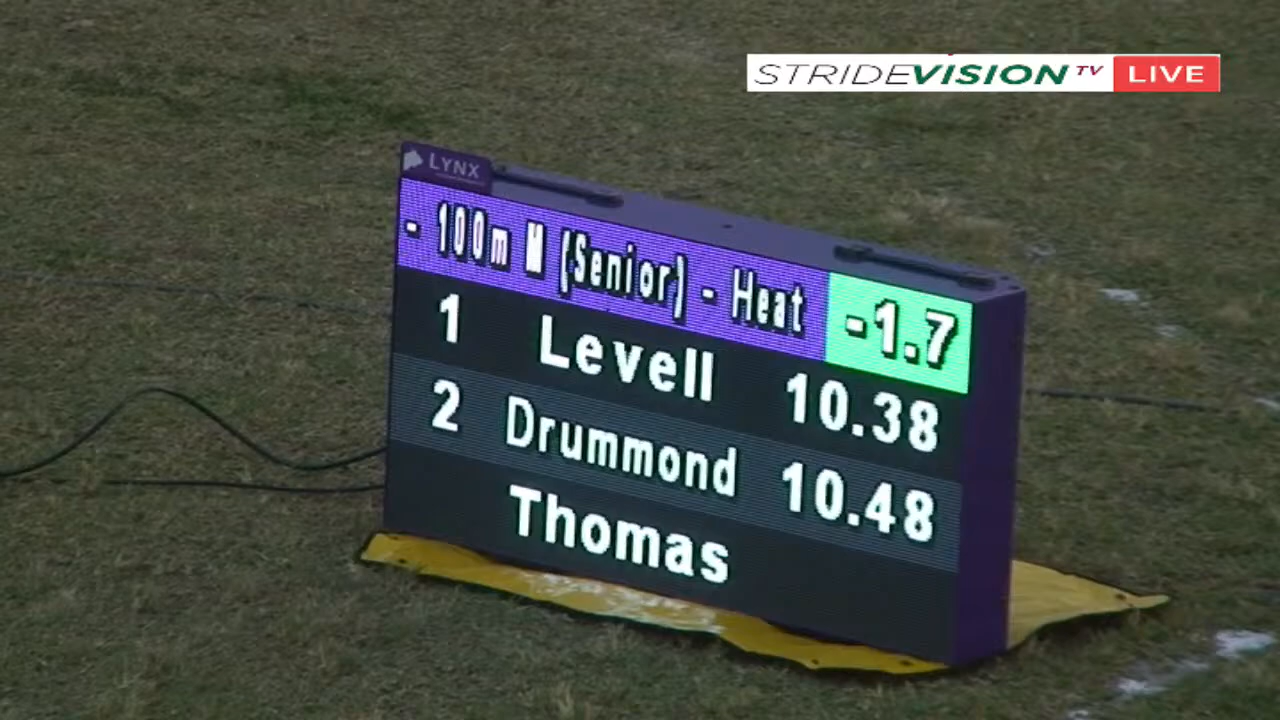 STRIDEVISION TV LIVE
LYNX
- 100m M (Senior) - Heat -1.7
1 Levell 10.38
2 Drummond 10.48
Thomas